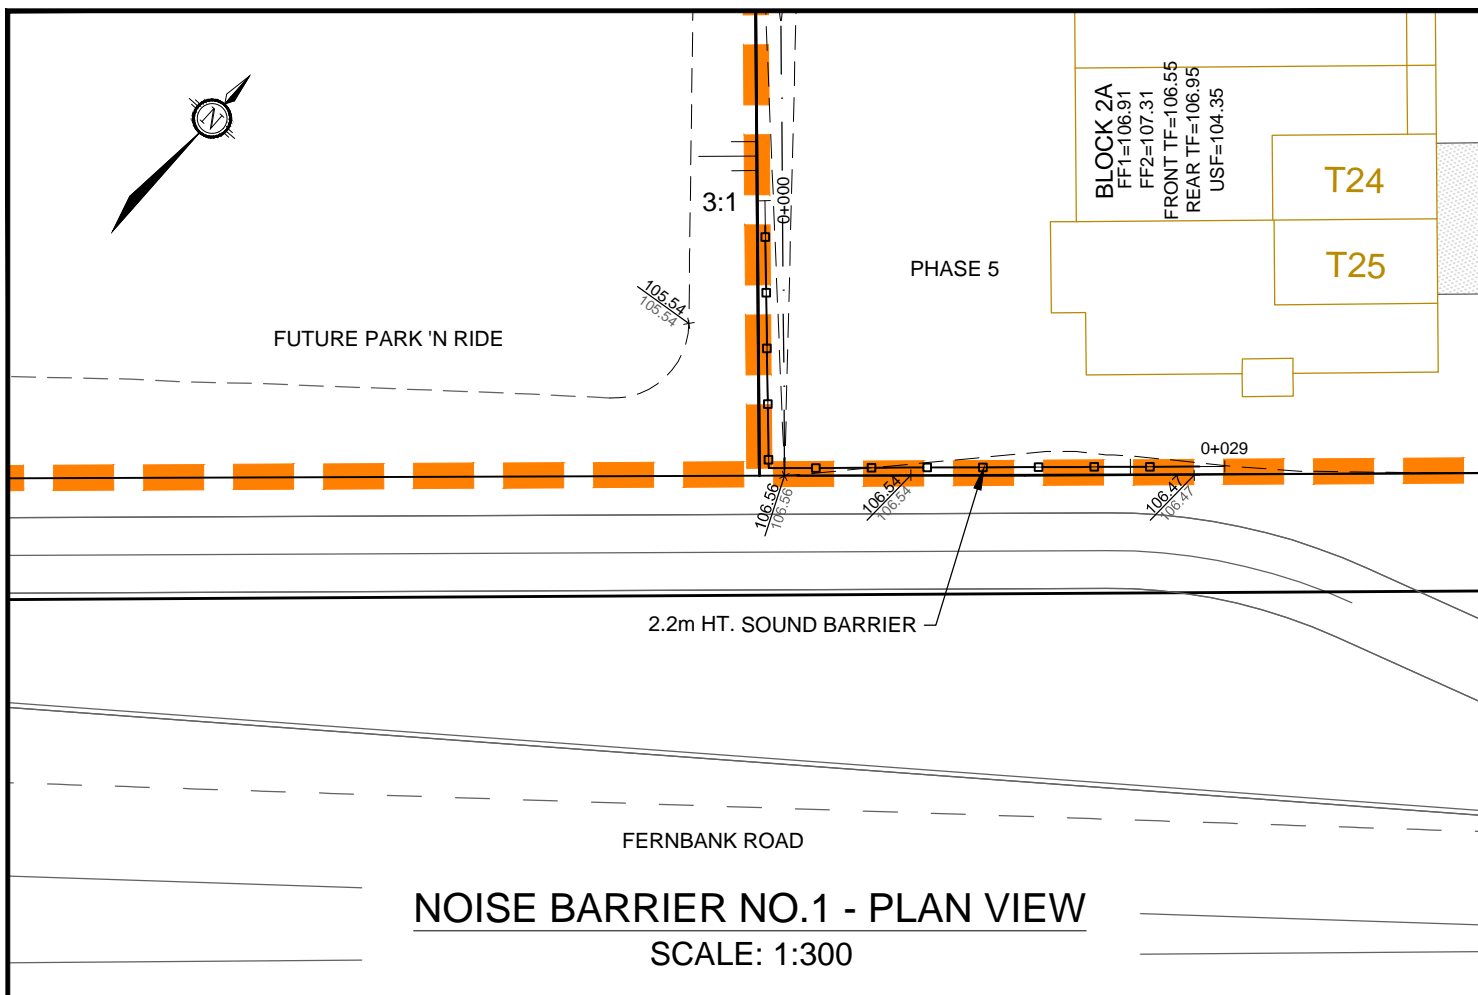 N
BLOCK 2A
FF1=106.91
FF2=107.31
FRONT TF=106.55
REAR TF=106.95
USF=104.35
T24
T25
3:1
0+000
PHASE 5
105.54
105.54
FUTURE PARK 'N RIDE
0+029
106.56
106.56
106.54
106.54
106.47
106.47
2.2m HT. SOUND BARRIER
FERNBANK ROAD
NOISE BARRIER NO.1 - PLAN VIEW
SCALE: 1:300